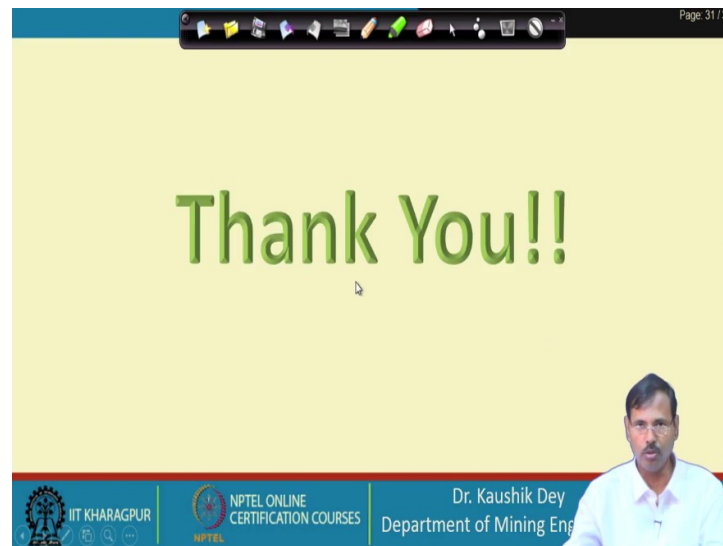 Page: 31 /
Thank You!!
IIT KHARAGPUR
NPTEL
NPTEL ONLINE
CERTIFICATION COURSES
Dr. Kaushik Dey
Department of Mining Eng